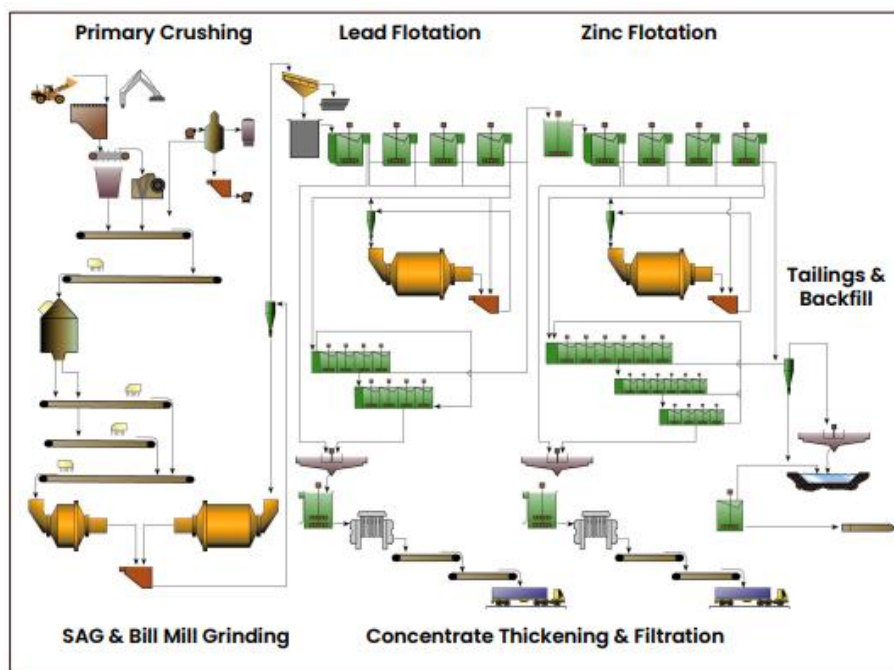 Primary Crushing
Lead Flotation
Zinc Flotation
Tailings &
Backfill
SAG & Bill Mill Grinding
Concentrate Thickening & Filtration